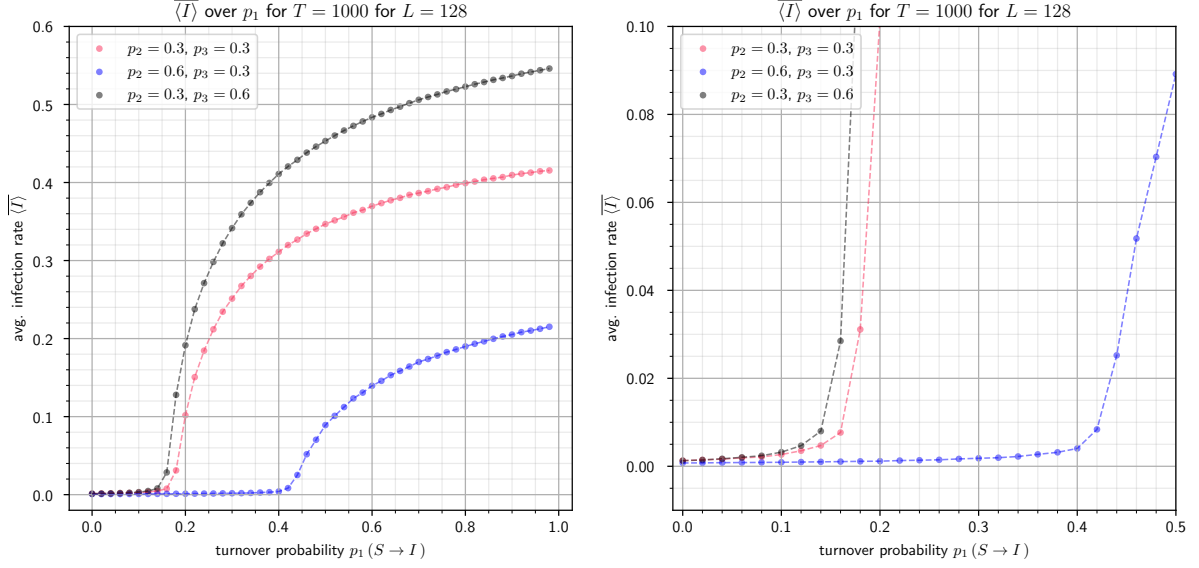 ⟨I⟩ over p₁ for T = 1000 for L = 128
0.6
0.5
0.4
0.3
0.2
0.1
0.0
avg. infection rate ⟨I⟩
p₂ = 0.3, p₃ = 0.3
p₂ = 0.6, p₃ = 0.3
p₂ = 0.3, p₃ = 0.6
0.0 0.2 0.4 0.6 0.8 1.0
turnover probability p₁ (S → I)
⟨I⟩ over p₁ for T = 1000 for L = 128
0.10
0.08
0.06
0.04
0.02
0.00
avg. infection rate ⟨I⟩
p₂ = 0.3, p₃ = 0.3
p₂ = 0.6, p₃ = 0.3
p₂ = 0.3, p₃ = 0.6
0.0 0.1 0.2 0.3 0.4 0.5
turnover probability p₁ (S → I)